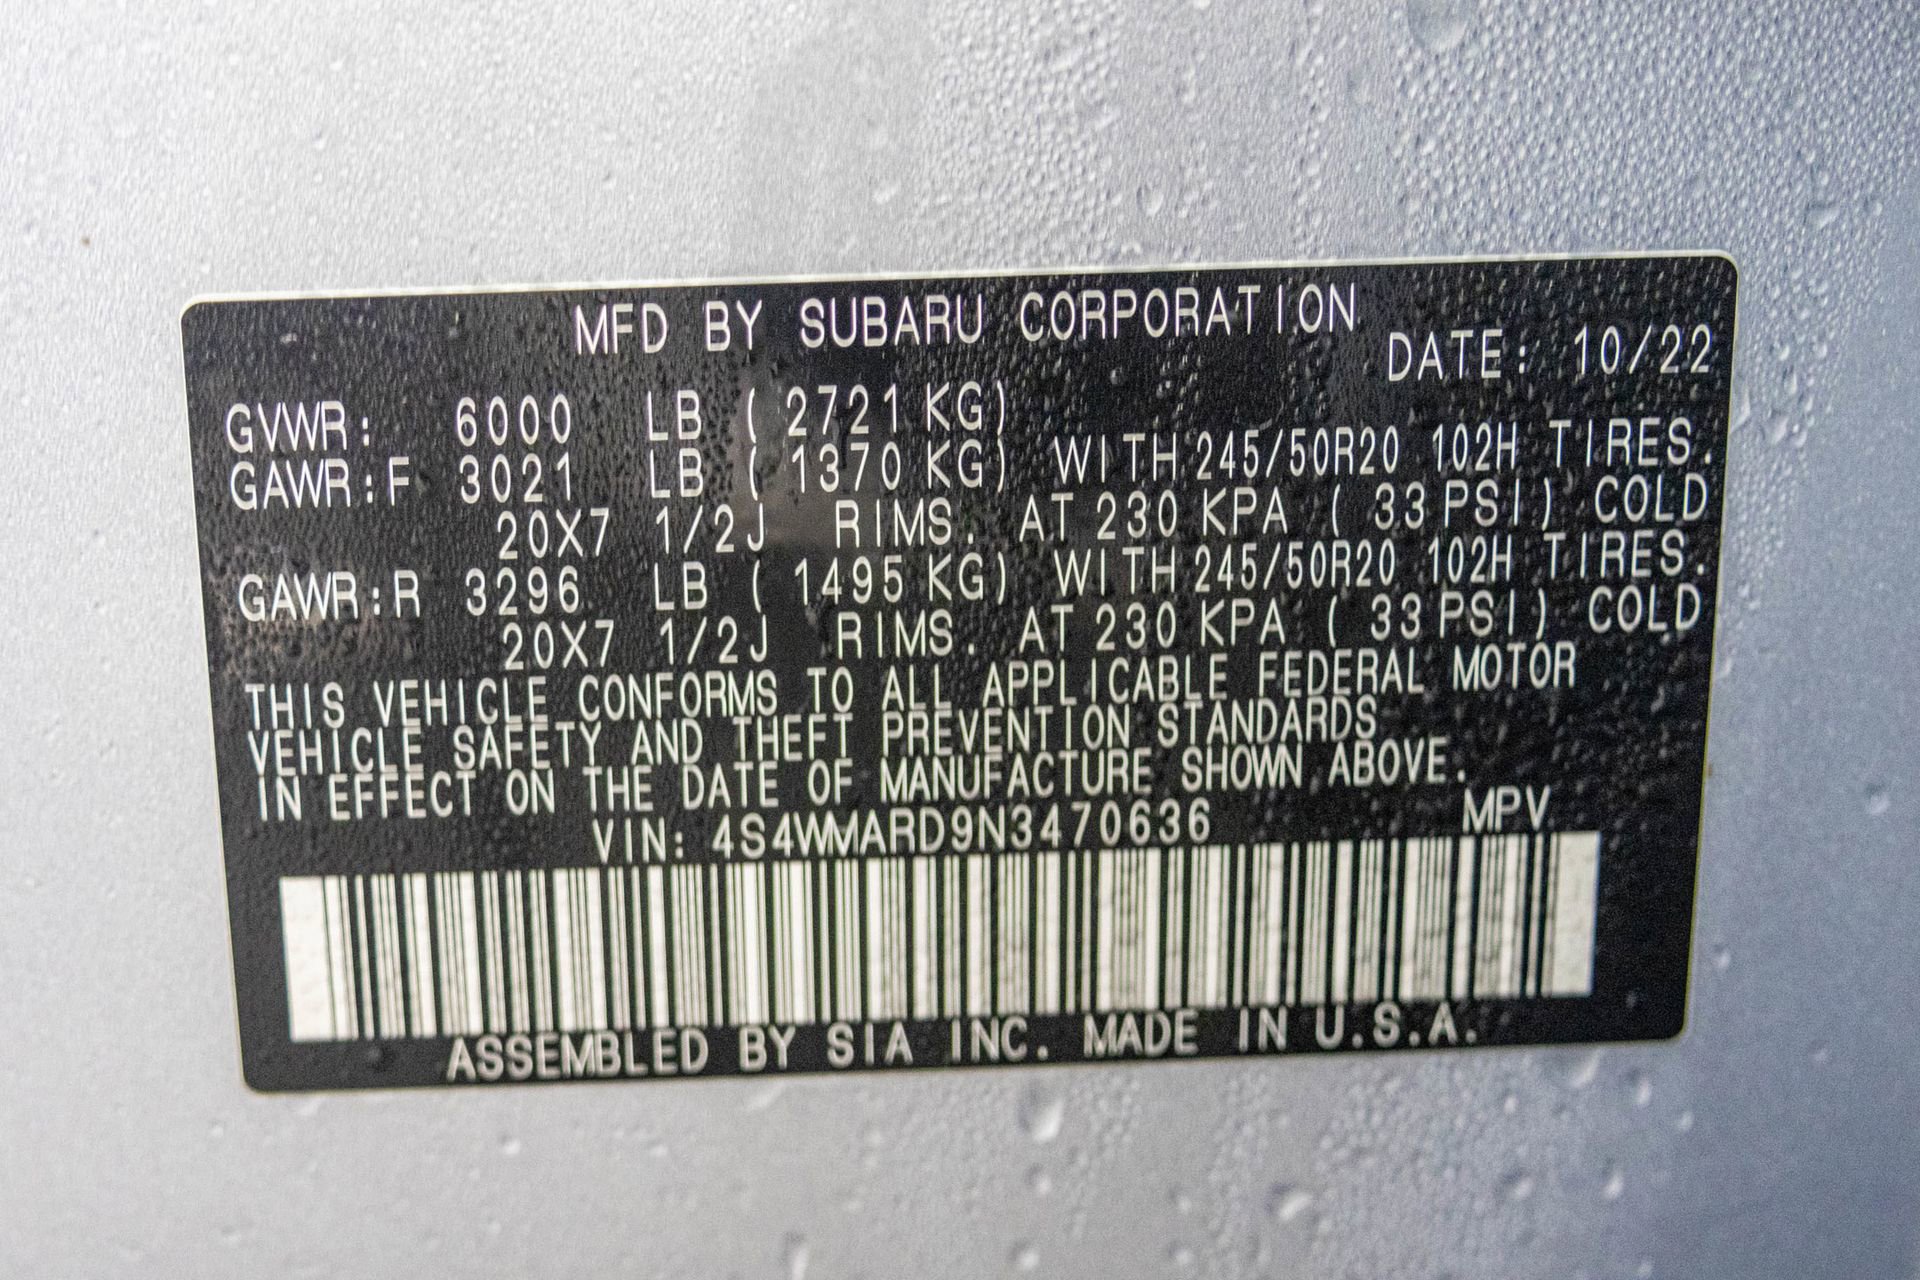 MFD BY SUBARU CORPORATION
DATE: 10/22
GVWR: 6000 LB ( 2721 KG)
GAWR:F 3021 LB ( 1370 KG) WITH 245/50R20 102H TIRES.
20X7 1/2J RIMS. AT 230 KPA ( 33 PSI) COLD
GAWR:R 3296 LB ( 1495 KG) WITH 245/50R20 102H TIRES.
20X7 1/2J RIMS. AT 230 KPA ( 33 PSI) COLD
THIS VEHICLE CONFORMS TO ALL APPLICABLE FEDERAL MOTOR
VEHICLE SAFETY AND THEFT PREVENTION STANDARDS
IN EFFECT ON THE DATE OF MANUFACTURE SHOWN ABOVE.
VIN: 4S4WMARD9N3470636 MPV
ASSEMBLED BY SIA INC. MADE IN U.S.A.